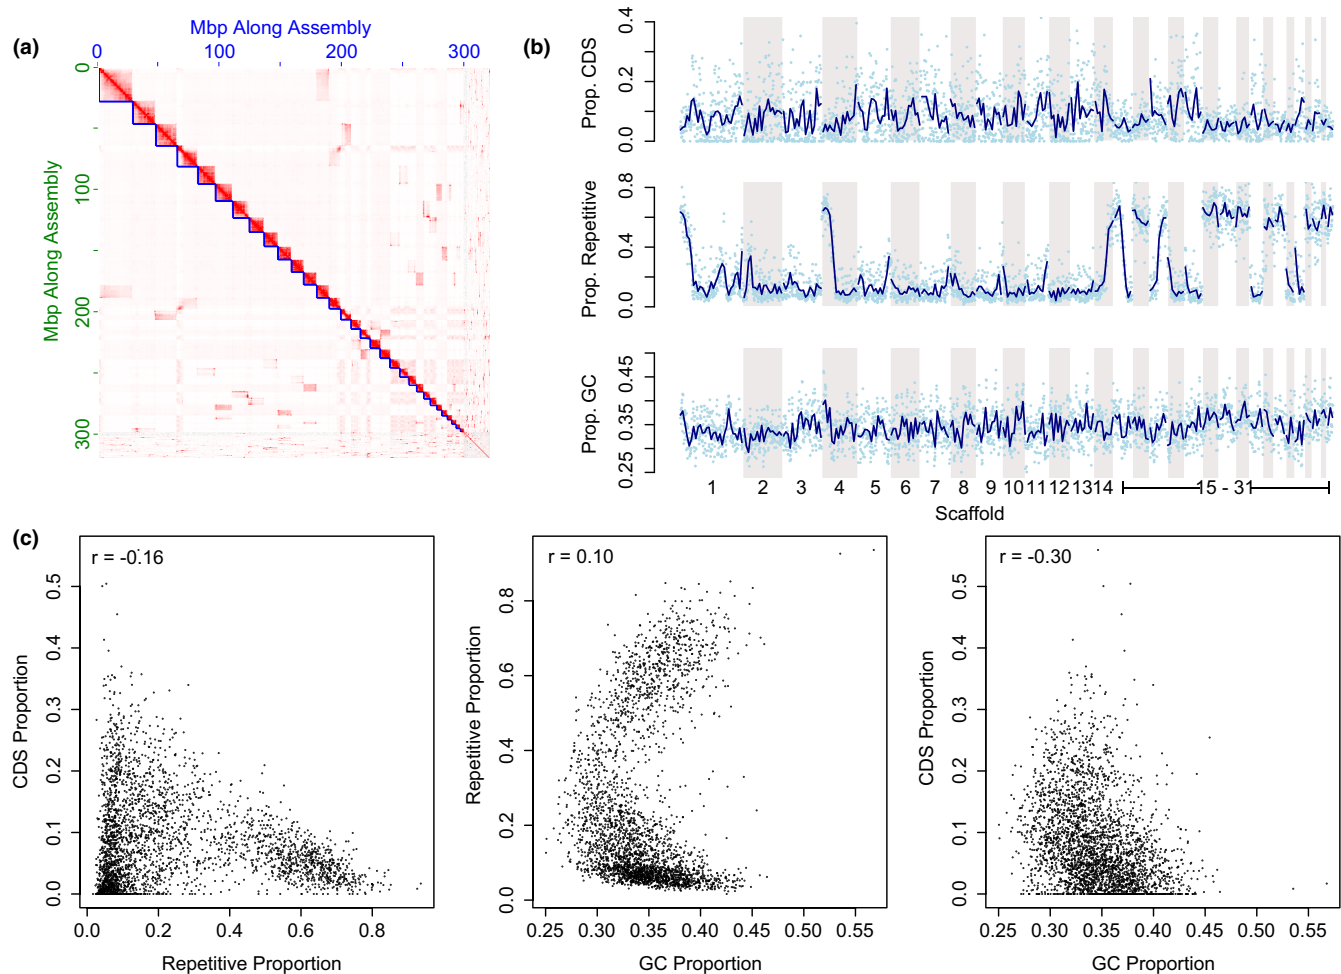 (a)
Mbp Along Assembly
0 100 200 300
Mbp Along Assembly
0
100
200
300
(b)
Prop. CDS
0.4
0.2
0.0
Prop. Repetitive
0.8
0.4
0.0
Prop. GC
0.45
0.35
0.25
1 2 3 4 5 6 7 8 9 10 11 12 13 14 15 - 31
Scaffold
(c)
r = -0.16
CDS Proportion
0.5
0.4
0.3
0.2
0.1
0.0
0.0 0.2 0.4 0.6 0.8
Repetitive Proportion
r = 0.10
Repetitive Proportion
0.8
0.6
0.4
0.2
0.0
0.25 0.30 0.35 0.40 0.45 0.50 0.55
GC Proportion
r = -0.30
CDS Proportion
0.5
0.4
0.3
0.2
0.1
0.0
0.25 0.30 0.35 0.40 0.45 0.50 0.55
GC Proportion